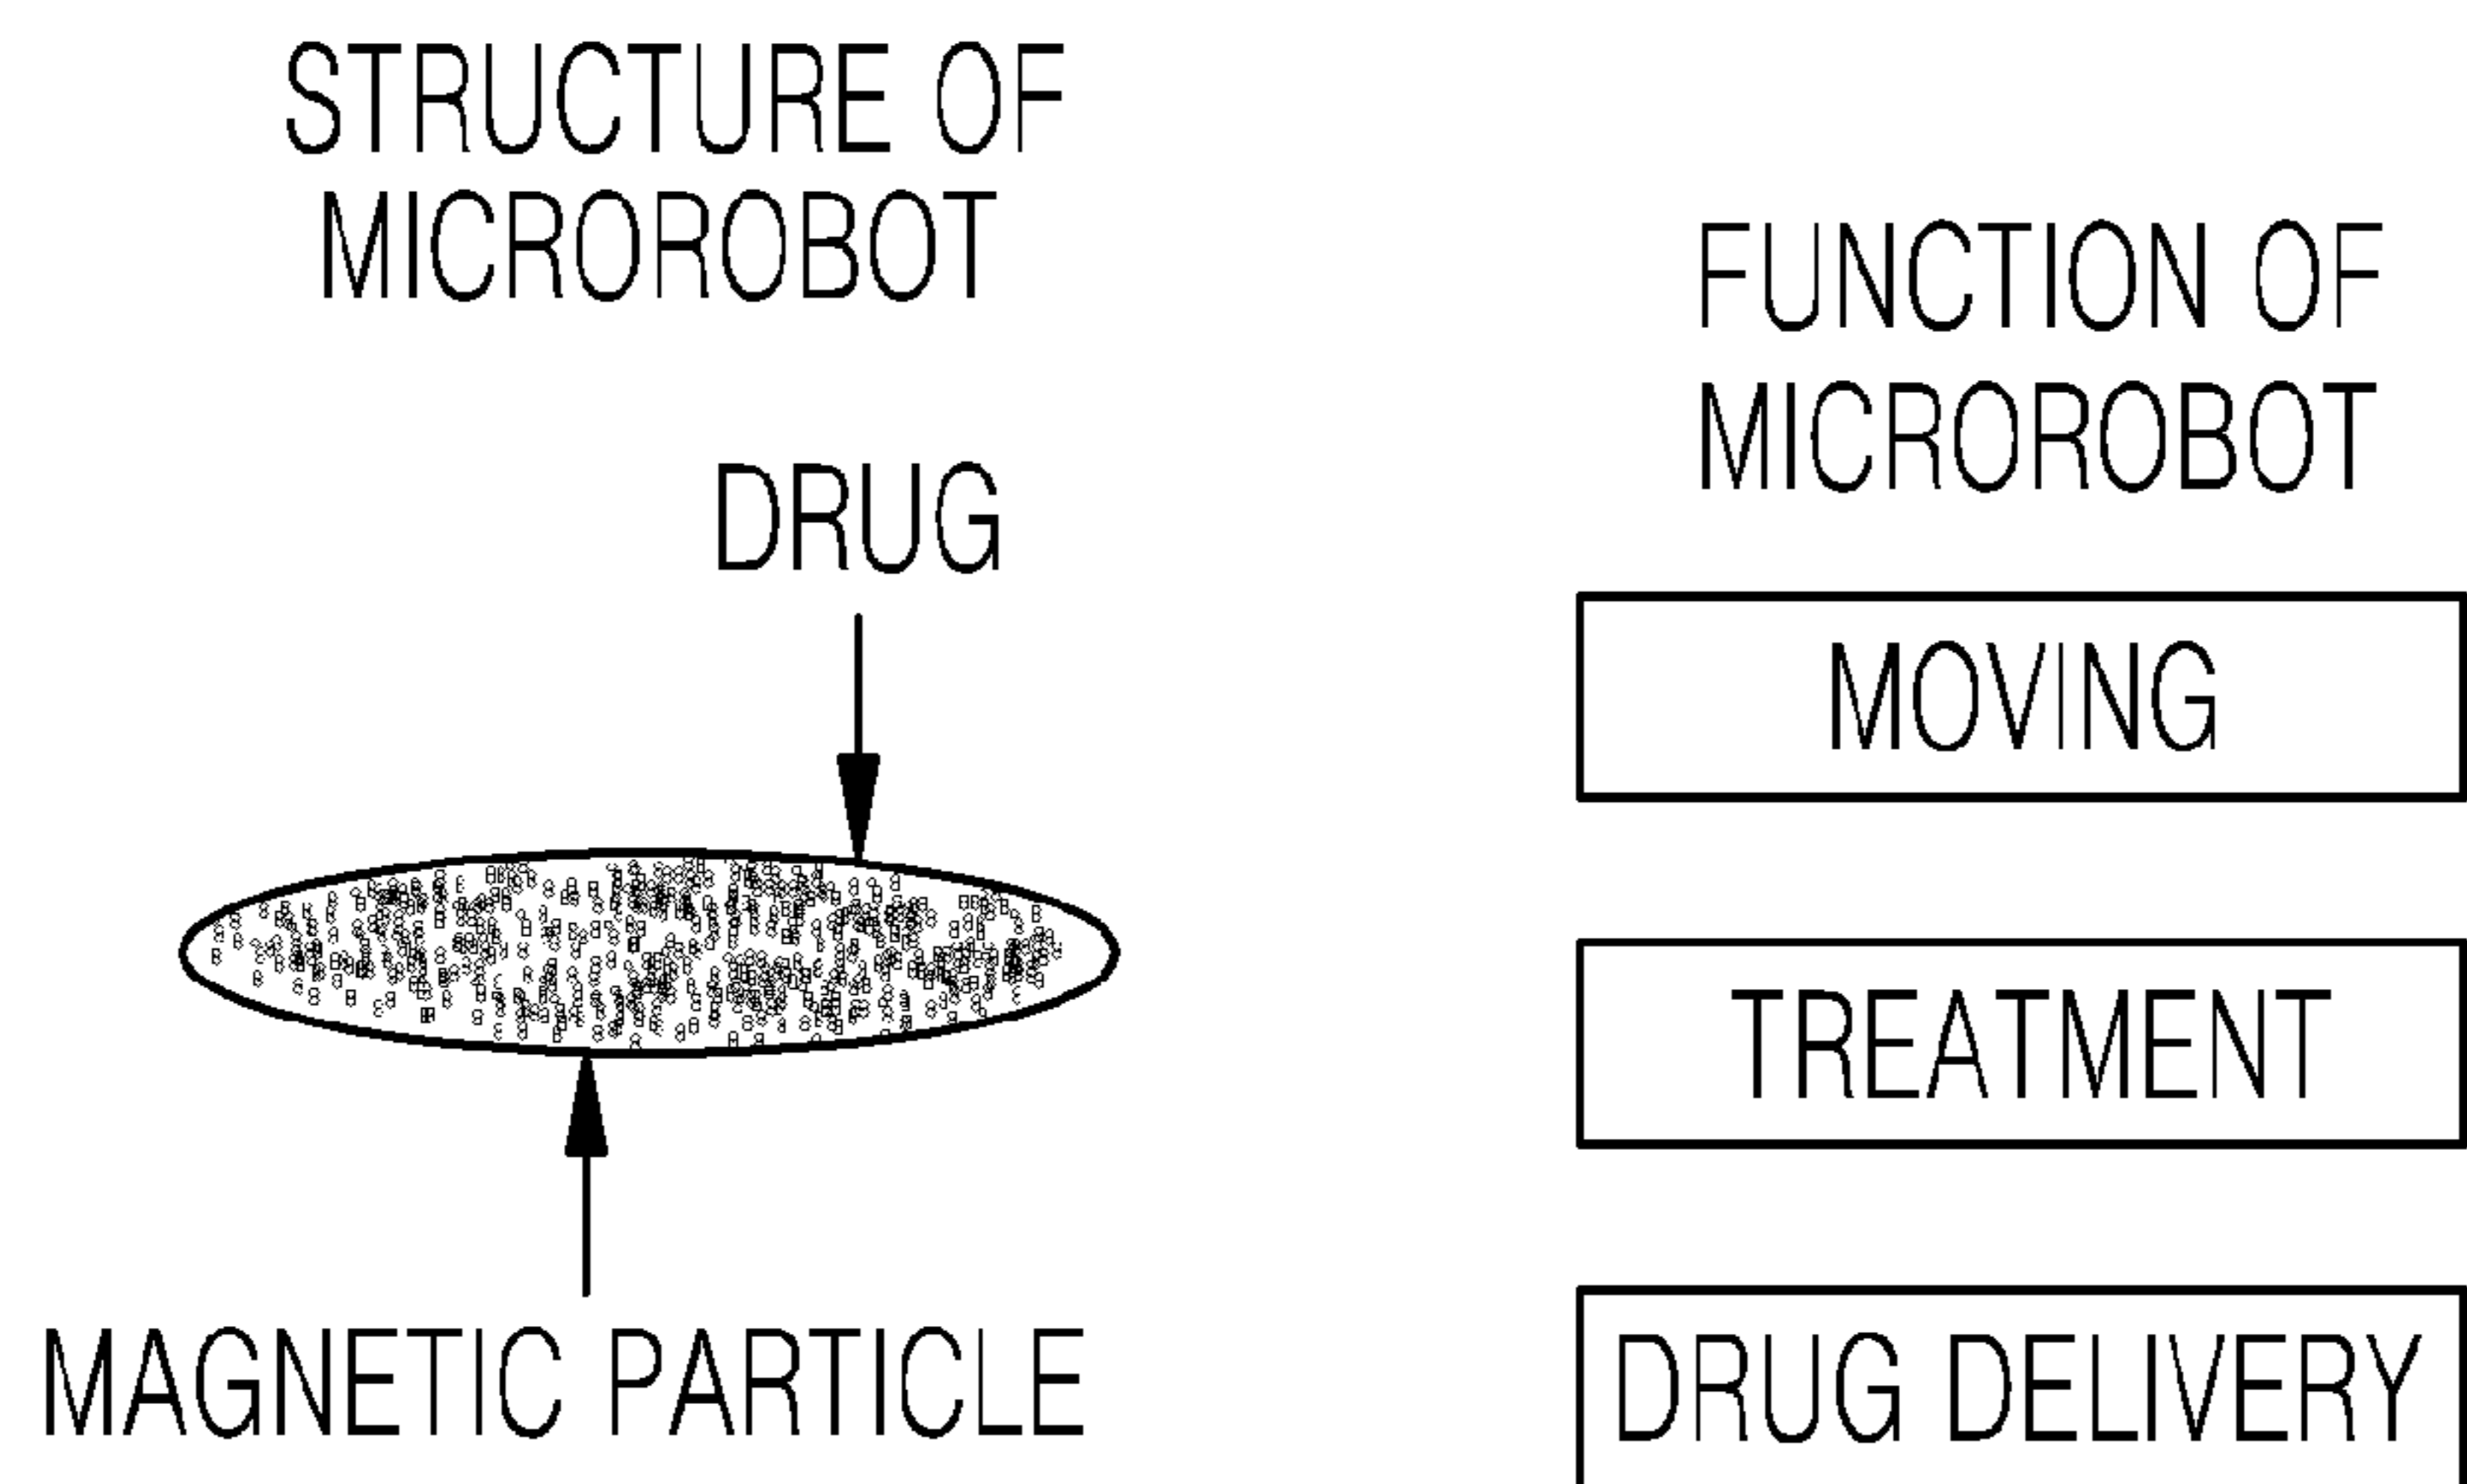 STRUCTURE OF
MICROROBOT
DRUG
MAGNETIC PARTICLE
FUNCTION OF
MICROROBOT
MOVING
TREATMENT
DRUG DELIVERY